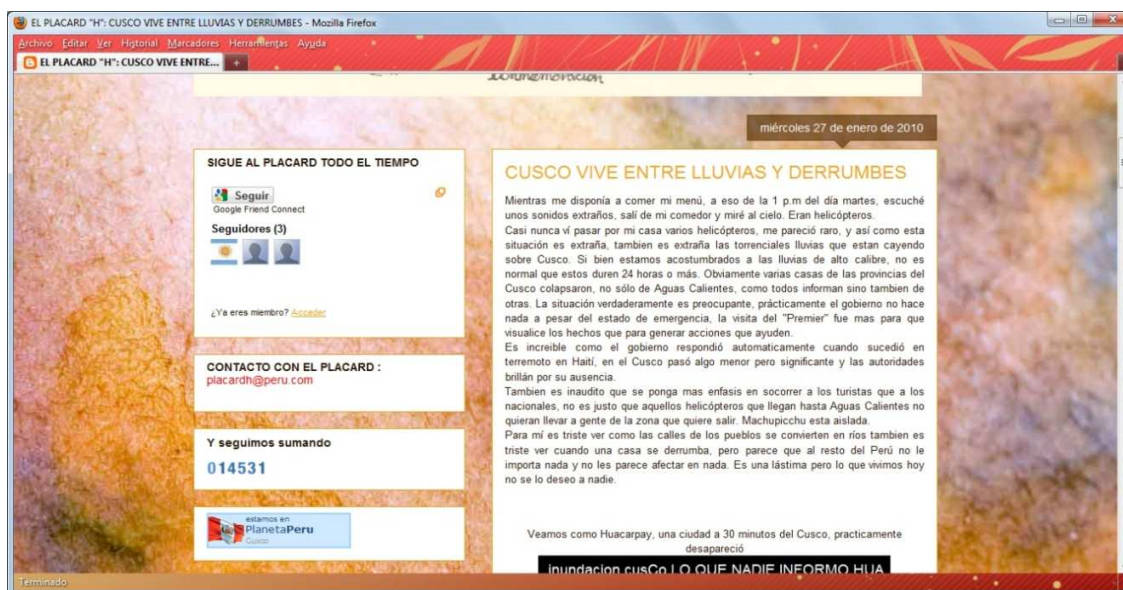 EL PLACARD "H": CUSCO VIVE ENTRE LLUVIAS Y DERRUMBES - Mozilla Firefox
Archivo Editar Ver Historial Marcadores Herramientas Ayuda
EL PLACARD "H": CUSCO VIVE ENTRE...
conmemoración
miércoles 27 de enero de 2010
SIGUE AL PLACARD TODO EL TIEMPO
Seguir
Google Friend Connect
Seguidores (3)
¿Ya eres miembro? Acceder
CONTACTO CON EL PLACARD :
placardh@peru.com
Y seguimos sumando
014531
estamos en
PlanetaPeru
Cusco
CUSCO VIVE ENTRE LLUVIAS Y DERRUMBES
Mientras me disponía a comer mi menú, a eso de la 1 p.m del día martes, escuché
unos sonidos extraños, salí de mi comedor y miré al cielo. Eran helicópteros.
Casi nunca ví pasar por mi casa varios helicópteros, me pareció raro, y así como esta
situación es extraña, tambien es extraña las torrenciales lluvias que estan cayendo
sobre Cusco. Si bien estamos acostumbrados a las lluvias de alto calibre, no es
normal que estos duren 24 horas o más. Obviamente varias casas de las provincias del
Cusco colapsaron, no sólo de Aguas Calientes, como todos informan sino tambien de
otras. La situación verdaderamente es preocupante, prácticamente el gobierno no hace
nada a pesar del estado de emergencia, la visita del "Premier" fue mas para que
visualice los hechos que para generar acciones que ayuden.
Es increible como el gobierno respondió automaticamente cuando sucedió en
terremoto en Haití, en el Cusco pasó algo menor pero significante y las autoridades
brillán por su ausencia.
Tambien es inaudito que se ponga mas enfasis en socorrer a los turistas que a los
nacionales, no es justo que aquellos helicópteros que llegan hasta Aguas Calientes no
quieran llevar a gente de la zona que quiere salir. Machupicchu esta aislada.
Para mí es triste ver como las calles de los pueblos se convierten en ríos tambien es
triste ver cuando una casa se derrumba, pero parece que al resto del Perú no le
importa nada y no les parece afectar en nada. Es una lástima pero lo que vivimos hoy
no se lo deseo a nadie.
Veamos como Huacarpay, una ciudad a 30 minutos del Cusco, practicamente
desapareció
inundacion cusCo LO QUE NADIE INFORMO HUA
Terminado